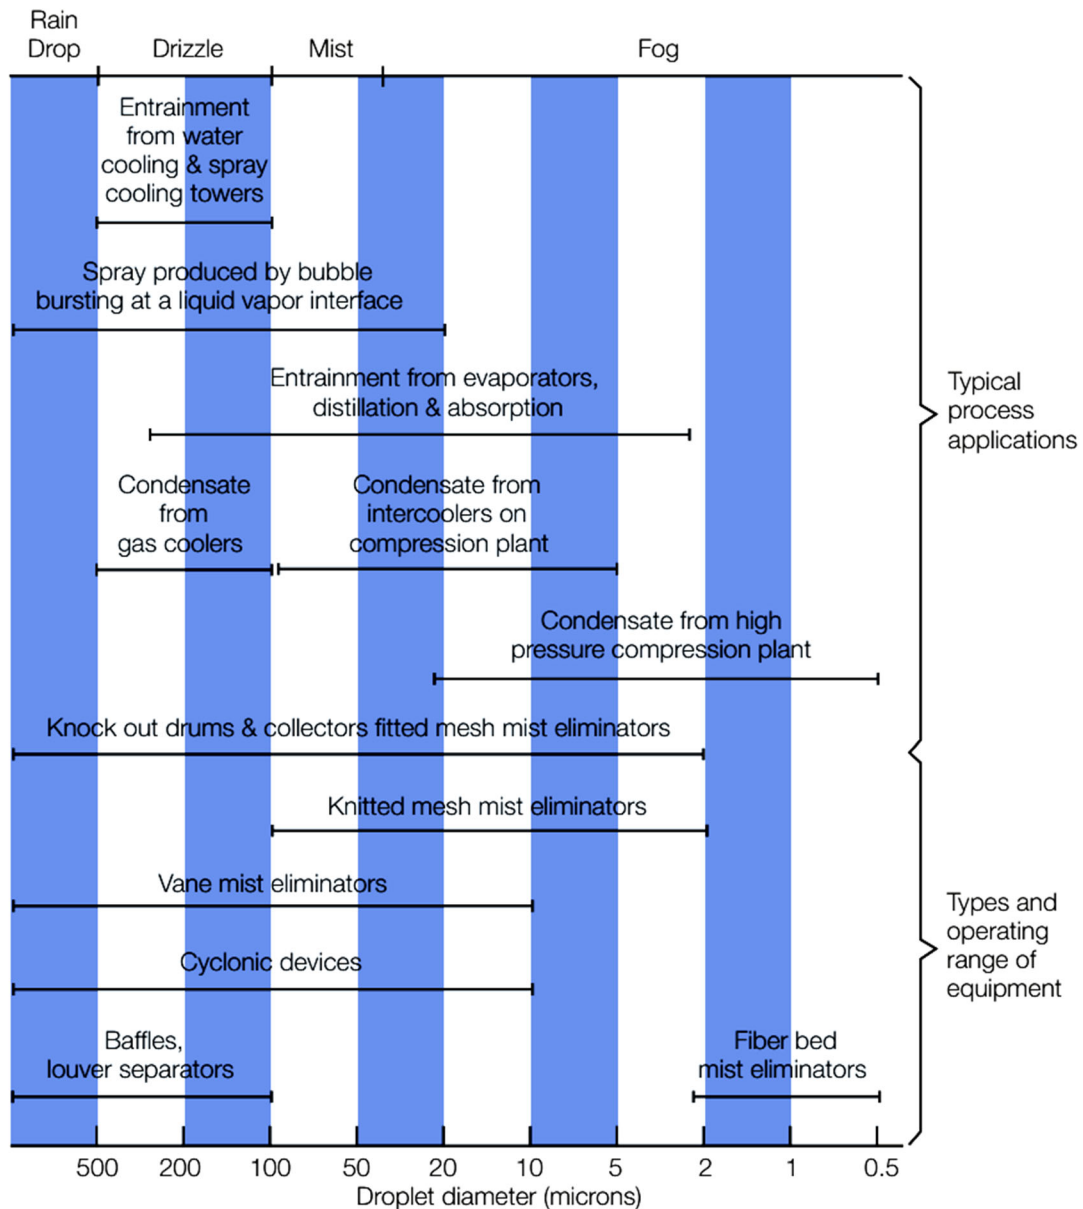 Rain
Drop
Drizzle
Mist
Fog
Entrainment
from water
cooling & spray
cooling towers
Spray produced by bubble
bursting at a liquid vapor interface
Entrainment from evaporators,
distillation & absorption
Typical
process
applications
Condensate
from
gas coolers
Condensate from
intercoolers on
compression plant
Condensate from high
pressure compression plant
Knock out drums & collectors fitted mesh mist eliminators
Knitted mesh mist eliminators
Vane mist eliminators
Types and
operating
range of
equipment
Cyclonic devices
Baffles,
louver separators
Fiber bed
mist eliminators
500 200 100 50 20 10 5 2 1 0.5
Droplet diameter (microns)